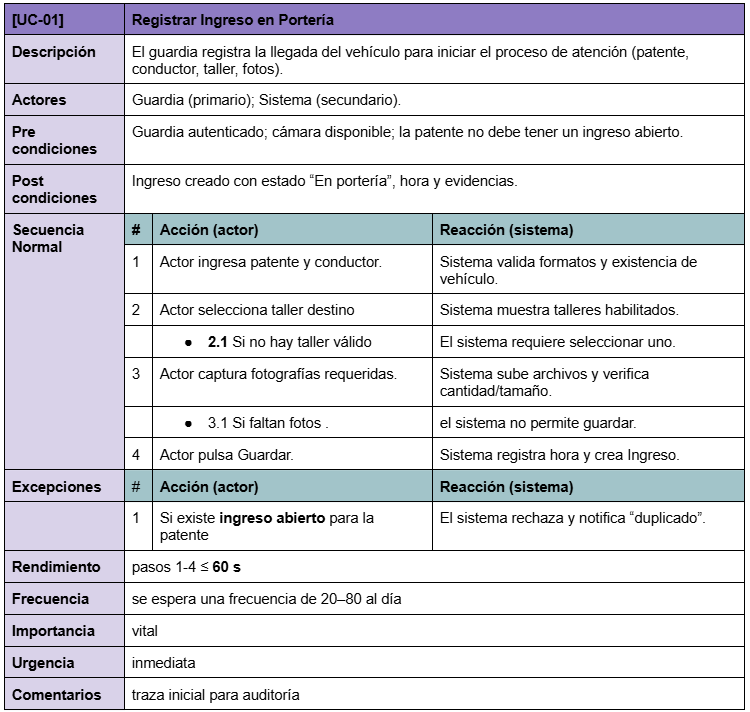 [UC-01] Registrar Ingreso en Portería
Descripción El guardia registra la llegada del vehículo para iniciar el proceso de atención (patente,
conductor, taller, fotos).
Actores Guardia (primario); Sistema (secundario).
Pre
condiciones Guardia autenticado; cámara disponible; la patente no debe tener un ingreso abierto.
Post
condiciones Ingreso creado con estado “En portería”, hora y evidencias.
Secuencia
Normal
# Acción (actor) Reacción (sistema)
1 Actor ingresa patente y conductor. Sistema valida formatos y existencia de
vehículo.
2 Actor selecciona taller destino Sistema muestra talleres habilitados.
● 2.1 Si no hay taller válido El sistema requiere seleccionar uno.
3 Actor captura fotografías requeridas. Sistema sube archivos y verifica
cantidad/tamaño.
● 3.1 Si faltan fotos . el sistema no permite guardar.
4 Actor pulsa Guardar. Sistema registra hora y crea Ingreso.
Excepciones # Acción (actor) Reacción (sistema)
1 Si existe ingreso abierto para la
patente El sistema rechaza y notifica “duplicado”.
Rendimiento pasos 1-4 ≤ 60 s
Frecuencia se espera una frecuencia de 20–80 al día
Importancia vital
Urgencia inmediata
Comentarios traza inicial para auditoría